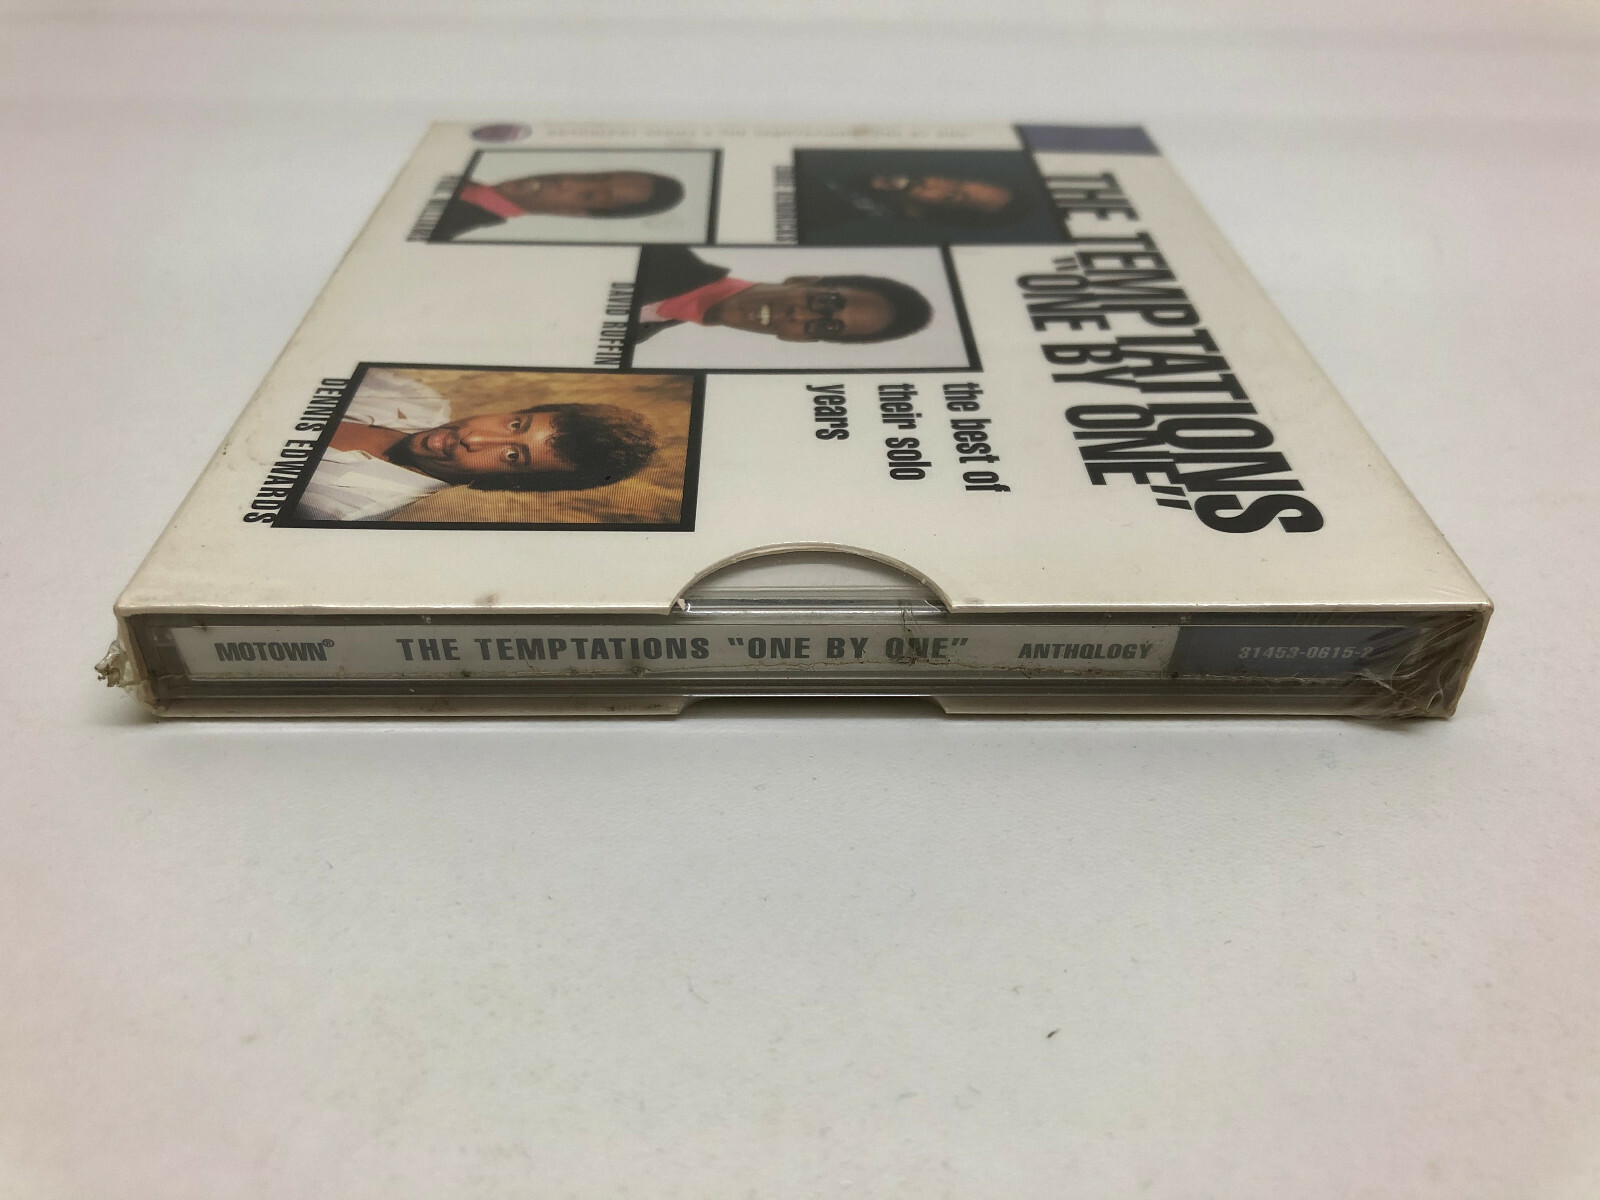 THE TEMPTATIONS
"ONE BY ONE"
the best of
their solo
years
KENDRICKS
DAVID RUFFIN
DENNIS EDWARDS
MOTOWN® THE TEMPTATIONS "ONE BY ONE" ANTHOLOGY 31453-0615-2